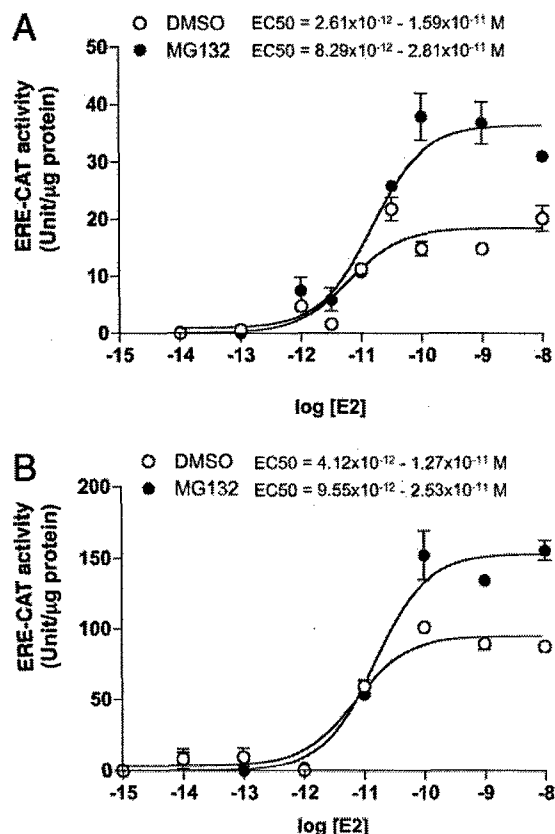 A
DMSO EC50 = 2.61x10-12 - 1.59x10-11 M
MG132 EC50 = 8.29x10-12 - 2.81x10-11 M
ERE-CAT activity
(Unit/µg protein)
50
40
30
20
10
0
-15 -14 -13 -12 -11 -10 -9 -8
log [E2]
B
DMSO EC50 = 4.12x10-12 - 1.27x10-11 M
MG132 EC50 = 9.55x10-12 - 2.53x10-11 M
ERE-CAT activity
(Unit/µg protein)
200
150
100
50
0
-15 -14 -13 -12 -11 -10 -9 -8
log [E2]